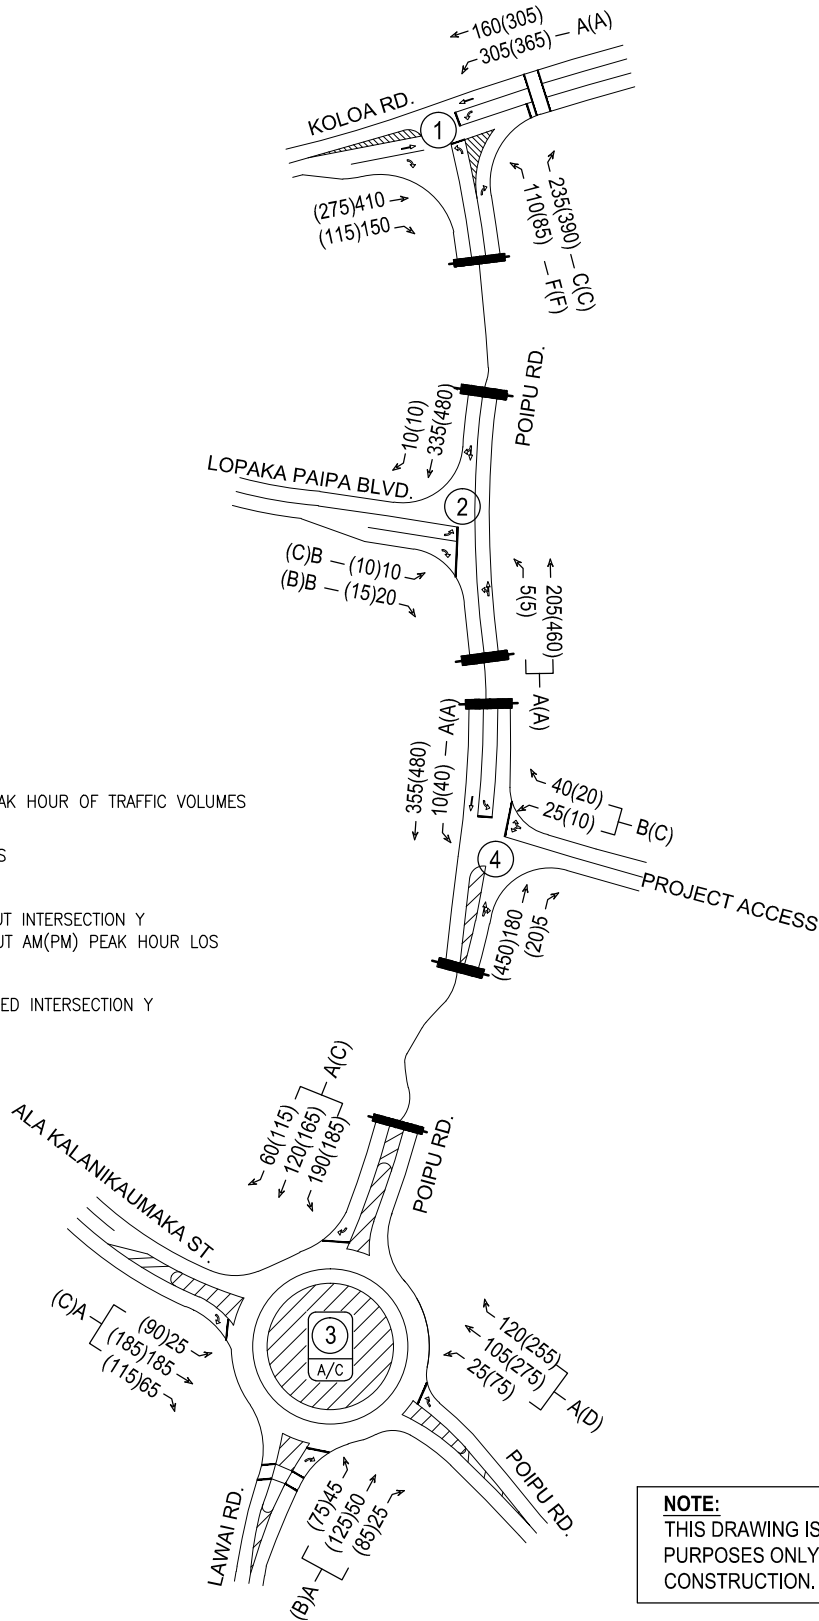 160(305)
305(365) — A(A)
KOLOA RD.
1
(275)410
(115)150
235(390) — C(C)
110(85) — F(F)
POIPU RD.
10(10)
335(480)
LOPAKA PAIPA BLVD.
2
(C)B — (10)10
(B)B — (15)20
205(460)
5(5)
A(A)
355(480)
10(40) — A(A)
AK HOUR OF TRAFFIC VOLUMES
S
UT INTERSECTION Y
UT AM(PM) PEAK HOUR LOS
ED INTERSECTION Y
40(20)
25(10)
B(C)
4
PROJECT ACCESS
(450)180
(20)5
A(C)
60(115)
120(165)
190(185)
POIPU RD.
ALA KALANIKAUMAKA ST.
(C)A
(90)25
(185)185
(115)65
3
A/C
120(255)
105(275)
25(75)
A(D)
POIPU RD.
LAWAI RD.
(75)45
(125)50
(85)25
(B)A
NOTE:
THIS DRAWING IS
PURPOSES ONLY
CONSTRUCTION.